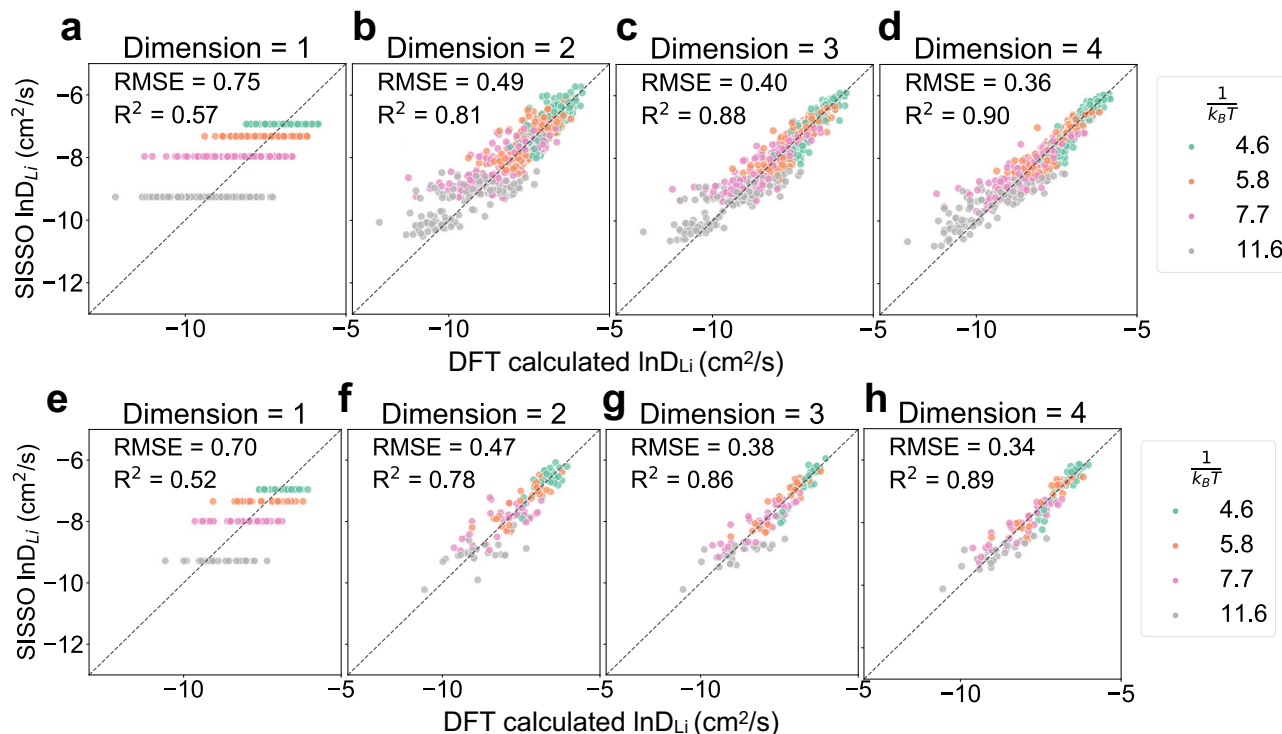 a
Dimension = 1
RMSE = 0.75
R² = 0.57
b
Dimension = 2
RMSE = 0.49
R² = 0.81
c
Dimension = 3
RMSE = 0.40
R² = 0.88
d
Dimension = 4
RMSE = 0.36
R² = 0.90
SISSO lnD_Li (cm²/s)
−6
−8
−10
−12
−10
−5
−10
−5
−10
−5
−10
−5
DFT calculated lnD_Li (cm²/s)
1/k_BT
4.6
5.8
7.7
11.6
e
Dimension = 1
RMSE = 0.70
R² = 0.52
f
Dimension = 2
RMSE = 0.47
R² = 0.78
g
Dimension = 3
RMSE = 0.38
R² = 0.86
h
Dimension = 4
RMSE = 0.34
R² = 0.89
SISSO lnD_Li (cm²/s)
−6
−8
−10
−12
−10
−5
−10
−5
−10
−5
−10
−5
DFT calculated lnD_Li (cm²/s)
1/k_BT
4.6
5.8
7.7
11.6